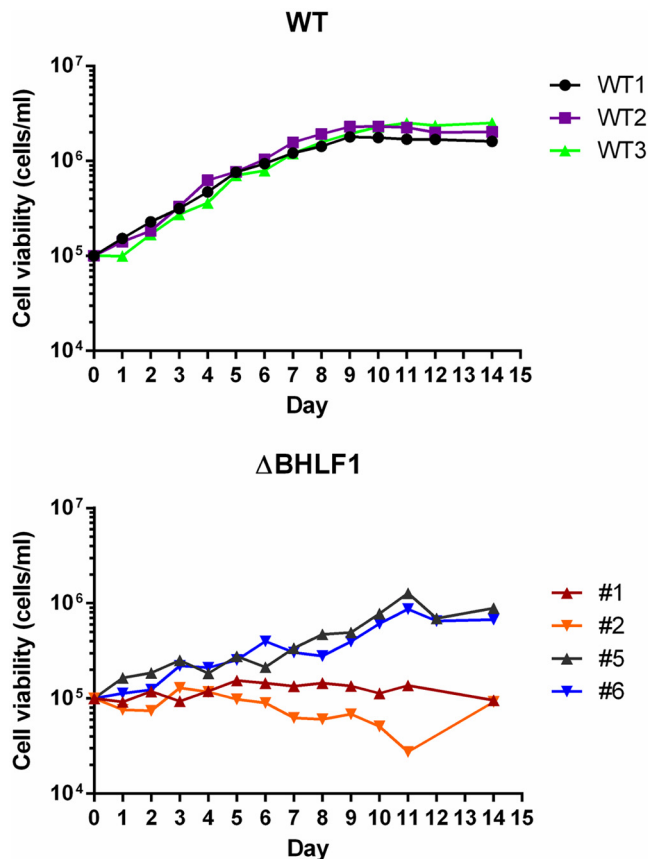 WT
Cell viability (cells/ml)
10⁷
10⁶
10⁵
10⁴
0 1 2 3 4 5 6 7 8 9 10 11 12 13 14 15
Day
WT1
WT2
WT3
ΔBHLF1
Cell viability (cells/ml)
10⁷
10⁶
10⁵
10⁴
0 1 2 3 4 5 6 7 8 9 10 11 12 13 14 15
Day
#1
#2
#5
#6